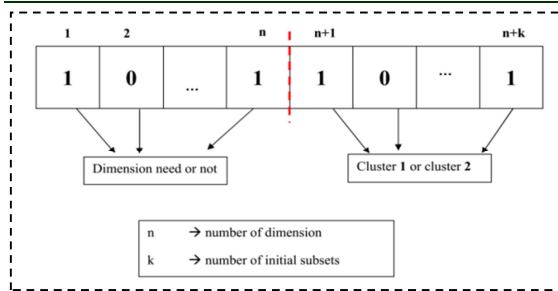 1 2 n n+1 n+k
1 0 ... 1 1 0 ... 1
Dimension need or not
Cluster 1 or cluster 2
n → number of dimension
k → number of initial subsets